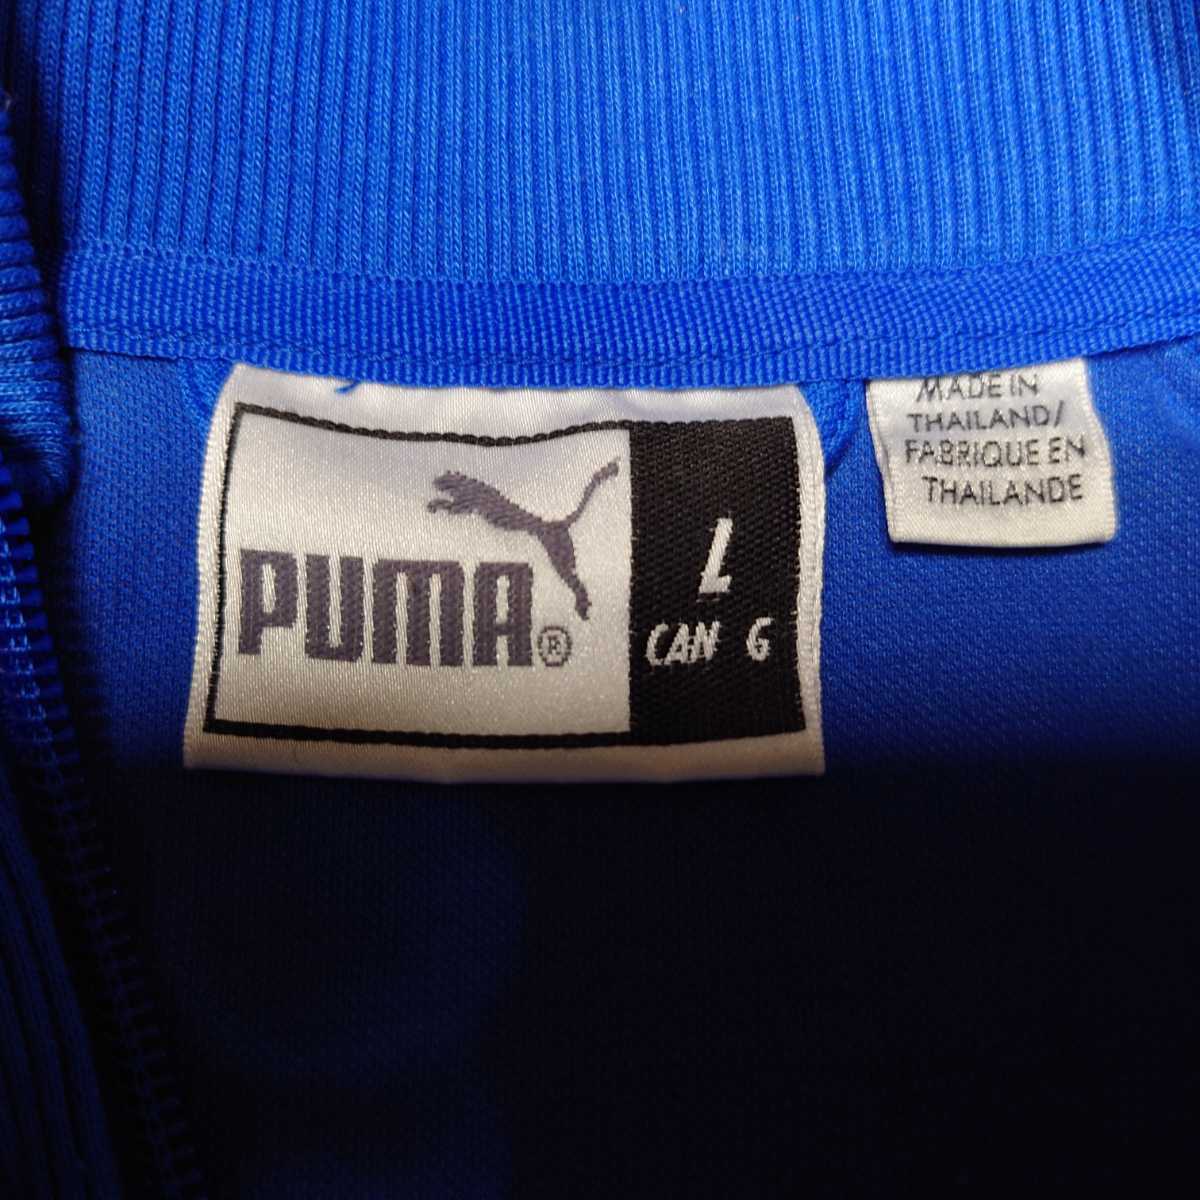 PUMA®
L
CAN G
MADE IN
THAILAND/
FABRIQUE EN
THAILANDE